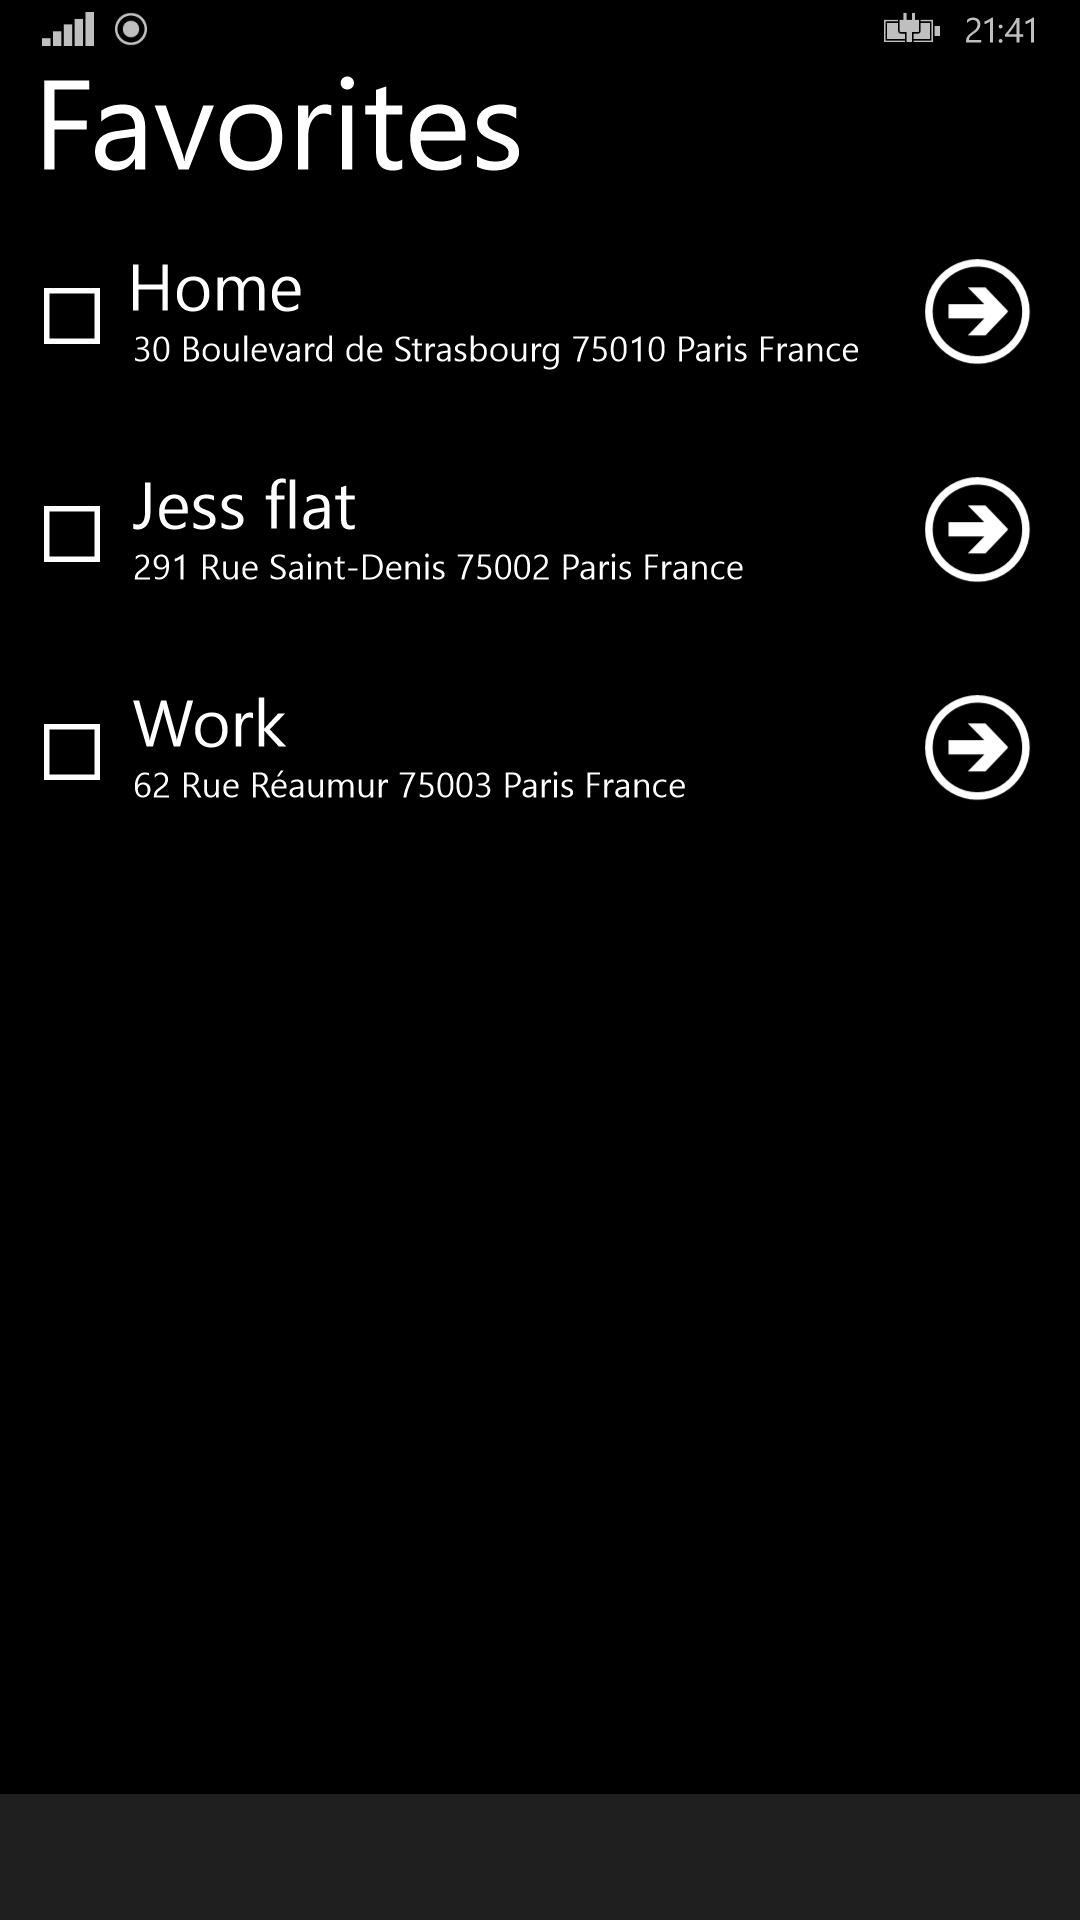 21:41
Favorites
Home
30 Boulevard de Strasbourg 75010 Paris France
Jess flat
291 Rue Saint-Denis 75002 Paris France
Work
62 Rue Réaumur 75003 Paris France